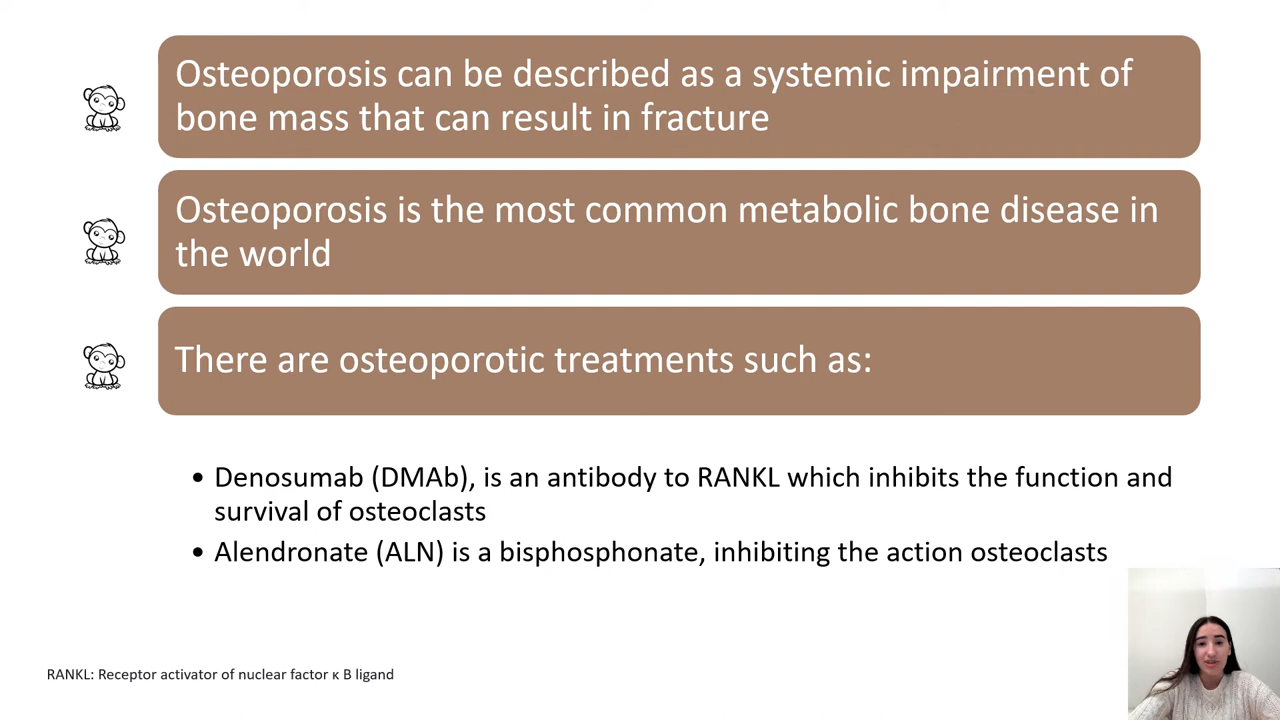 Osteoporosis can be described as a systemic impairment of
bone mass that can result in fracture
Osteoporosis is the most common metabolic bone disease in
the world
There are osteoporotic treatments such as:
• Denosumab (DMAb), is an antibody to RANKL which inhibits the function and
survival of osteoclasts
• Alendronate (ALN) is a bisphosphonate, inhibiting the action osteoclasts
RANKL: Receptor activator of nuclear factor κ B ligand